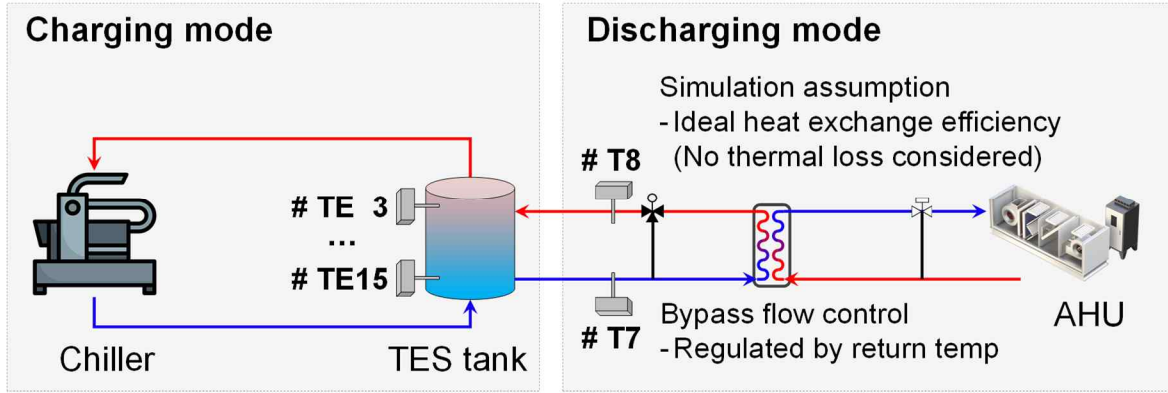 Charging mode
# TE 3
...
# TE15
Chiller
TES tank
Discharging mode
Simulation assumption
- Ideal heat exchange efficiency
(No thermal loss considered)
# T8
# T7
Bypass flow control
- Regulated by return temp
AHU